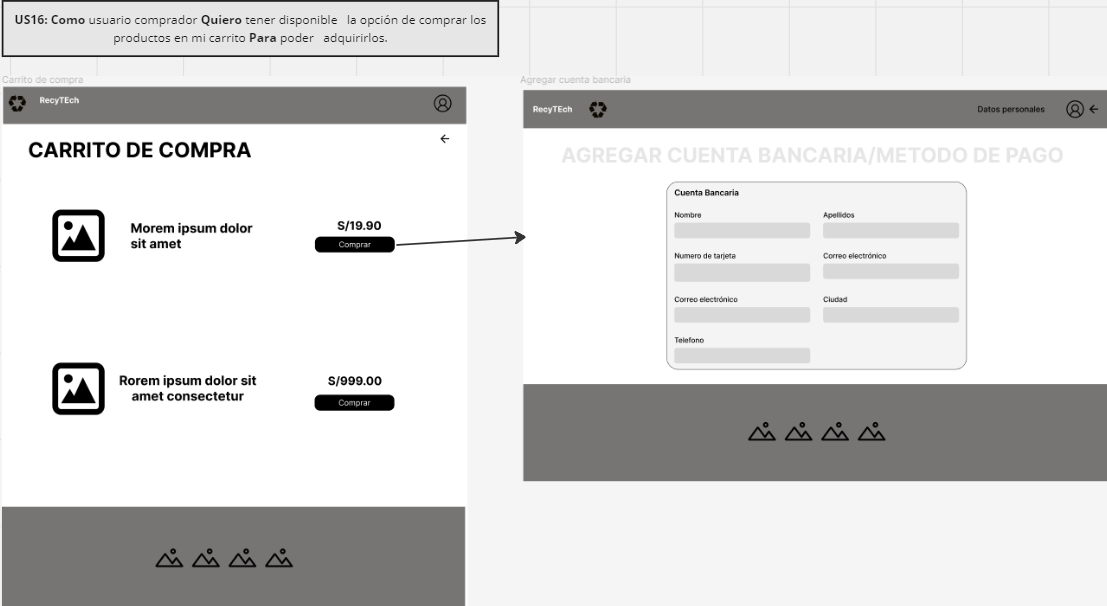 US16: Como usuario comprador Quiero tener disponible la opción de comprar los
productos en mi carrito Para poder adquirirlos.
Carrito de compra
RecyTEch
CARRITO DE COMPRA
Morem ipsum dolor
sit amet
S/19.90
Comprar
Rorem ipsum dolor sit
amet consectetur
S/999.00
Comprar
Agregar cuenta bancaria
RecyTEch
Datos personales
AGREGAR CUENTA BANCARIA/METODO DE PAGO
Cuenta Bancaria
Nombre
Apellidos
Numero de tarjeta
Correo electrónico
Correo electrónico
Ciudad
Telefono